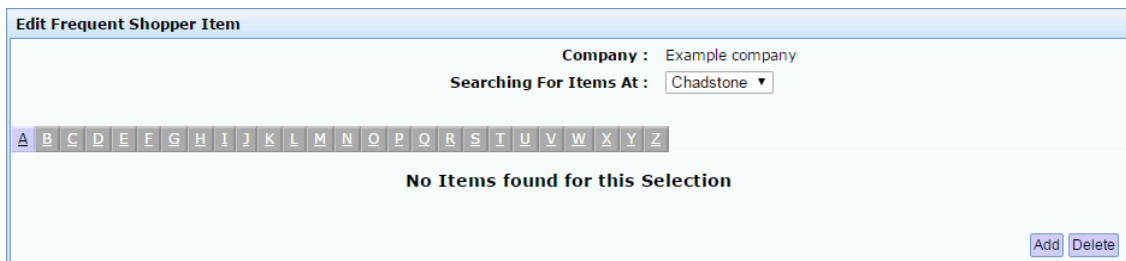 Edit Frequent Shopper Item
Company : Example company
Searching For Items At : Chadstone ▼
A B C D E F G H I J K L M N O P Q R S T U V W X Y Z
No Items found for this Selection
Add Delete